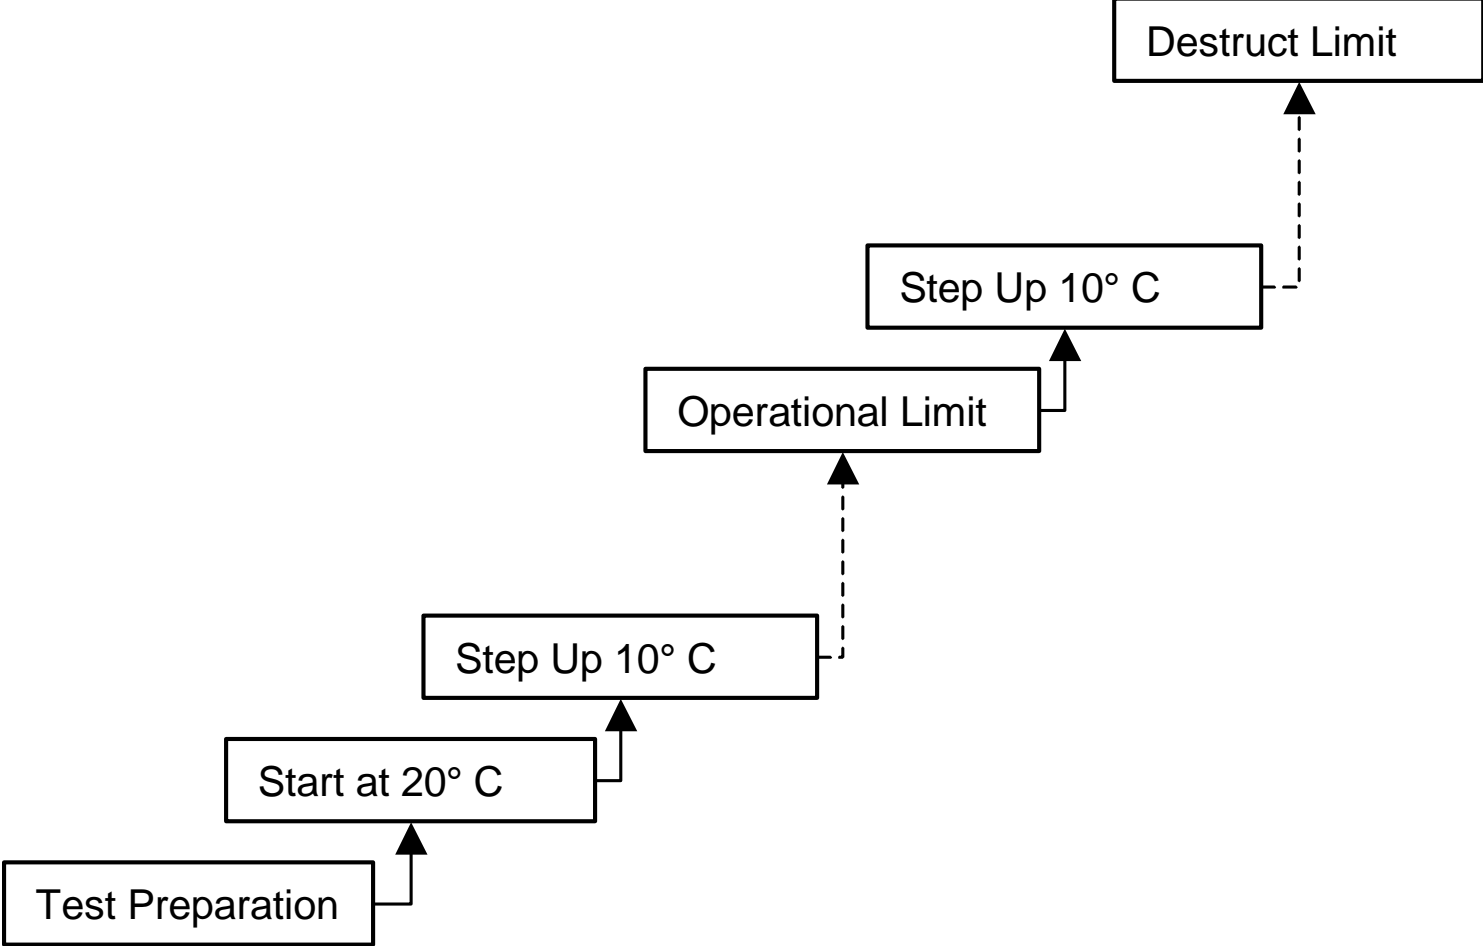 Destruct Limit
Step Up 10° C
Operational Limit
Step Up 10° C
Start at 20° C
Test Preparation